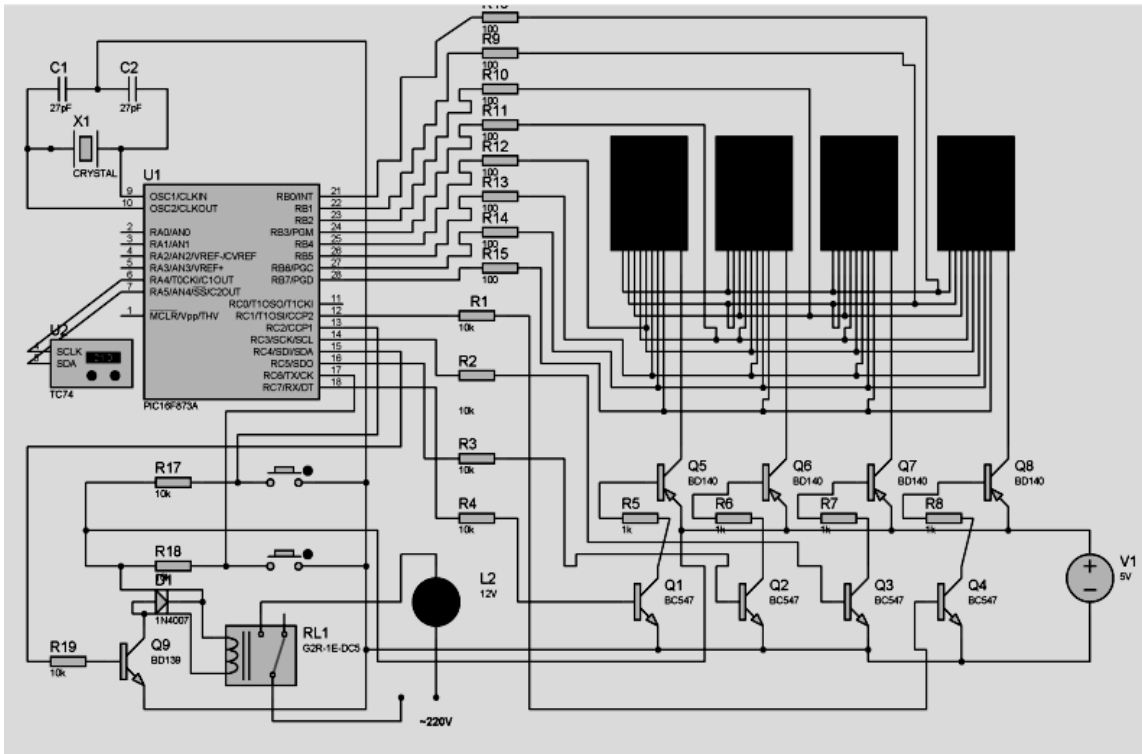 R9
100
R10
100
R11
100
R12
100
R13
100
R14
100
R15
100
100
C1
27pF
C2
27pF
X1
CRYSTAL
U1
9 OSC1/CLKIN
10 OSC2/CLKOUT
2 RA0/AN0
3 RA1/AN1
4 RA2/AN2/VREF-/CVREF
5 RA3/AN3/VREF+
6 RA4/T0CKI/C1OUT
7 RA5/AN4/SS/C2OUT
1 MCLR/Vpp/THV
RB0/INT 21
RB1 22
RB2 23
RB3/PGM 24
RB4 25
RB5 26
RB6/PGC 27
RB7/PGD 28
RC0/T1OSO/T1CKI 11
RC1/T1OSI/CCP2 12
RC2/CCP1 13
RC3/SCK/SCL 14
RC4/SDI/SDA 15
RC5/SDO 16
RC6/TX/CK 17
RC7/RX/DT 18
PIC16F873A
U2
SCLK
SDA
TC74
R1
10k
R2
10k
R3
10k
R4
10k
R17
10k
R18
D1
1N4007
R19
10k
Q9
BD139
RL1
G2R-1E-DC5
L2
12V
~220V
Q5
BD140
Q6
BD140
Q7
BD140
Q8
BD140
R5
1k
R6
1k
R7
1k
R8
1k
Q1
BC547
Q2
BC547
Q3
BC547
Q4
BC547
V1
5V